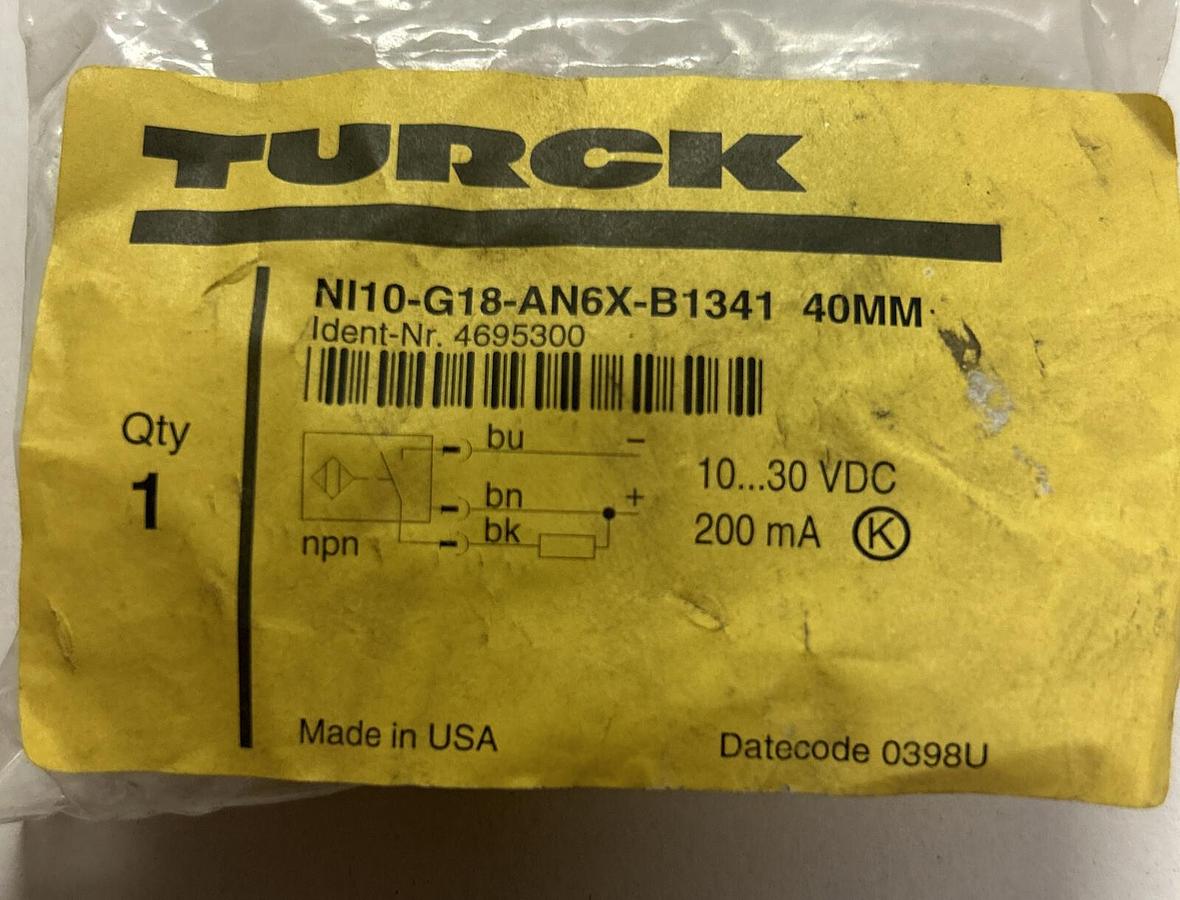 TURCK
NI10-G18-AN6X-B1341 40MM
Ident-Nr. 4695300
Qty
1
bu −
bn +
bk
npn
10...30 VDC
200 mA Ⓚ
Made in USA
Datecode 0398U